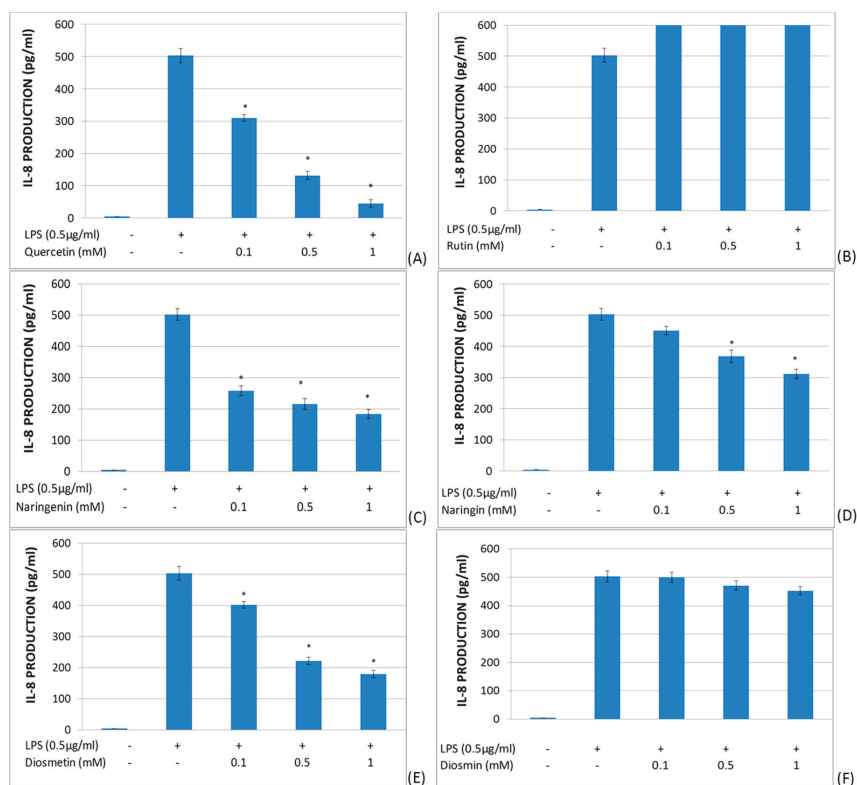 600
500
400
300
200
100
0
IL-8 PRODUCTION (pg/ml)
* * *
LPS (0.5µg/ml) - + + + +
Quercetin (mM) - - 0.1 0.5 1
(A)
600
500
400
300
200
100
0
IL-8 PRODUCTION (pg/ml)
LPS (0.5µg/ml) - + + + +
Rutin (mM) - - 0.1 0.5 1
(B)
600
500
400
300
200
100
0
IL-8 PRODUCTION (pg/ml)
* * *
LPS (0.5µg/ml) - + + + +
Naringenin (mM) - - 0.1 0.5 1
(C)
600
500
400
300
200
100
0
IL-8 PRODUCTION (pg/ml)
* *
LPS (0.5µg/ml) - + + + +
Naringin (mM) - - 0.1 0.5 1
(D)
600
500
400
300
200
100
0
IL-8 PRODUCTION (pg/ml)
* * *
LPS (0.5µg/ml) - + + + +
Diosmetin (mM) - - 0.1 0.5 1
(E)
600
500
400
300
200
100
0
IL-8 PRODUCTION (pg/ml)
LPS (0.5µg/ml) - + + + +
Diosmin (mM) - - 0.1 0.5 1
(F)